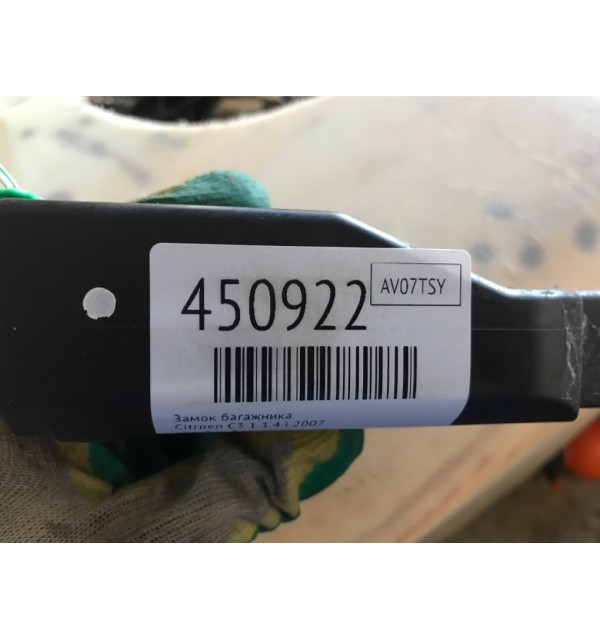 450922
AV07TSY
Замок багажника
Citroen C3 1 1.4 i 2007